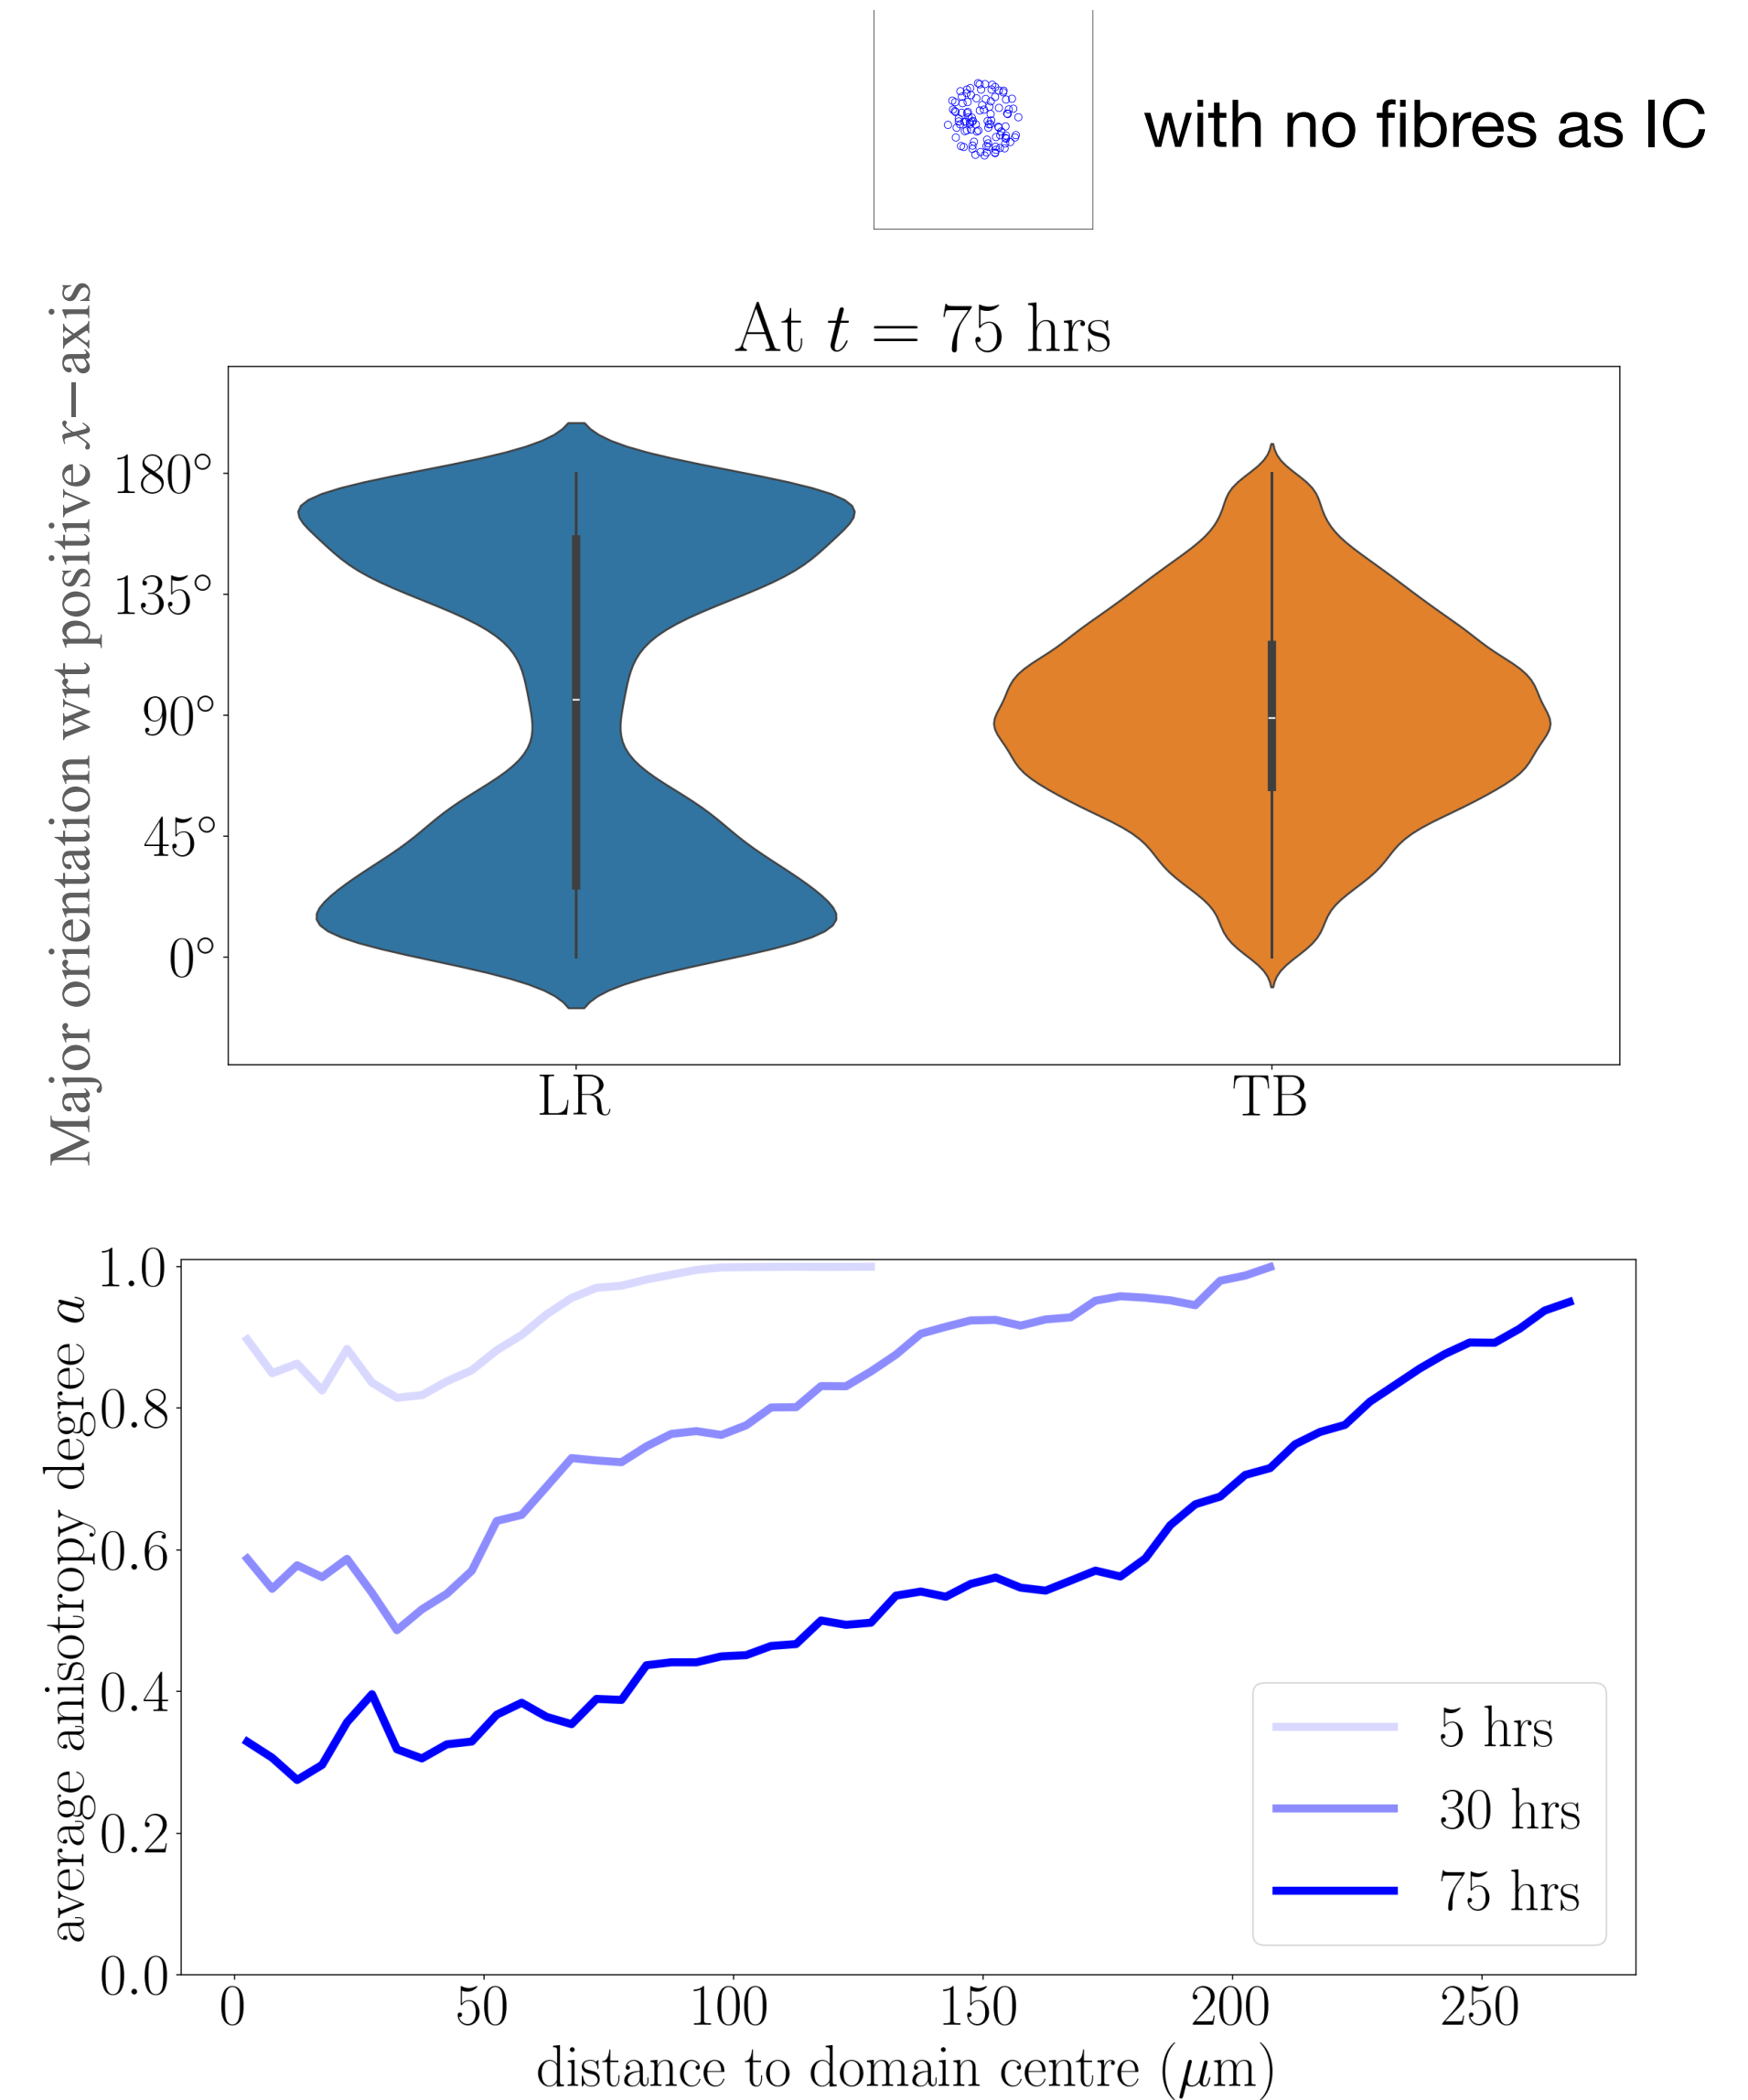 with no fibres as IC
At t = 75 hrs
Major orientation wrt positive x−axis
180°
135°
90°
45°
0°
LR TB
average anisotropy degree a
1.0
0.8
0.6
0.4
0.2
0.0
5 hrs
30 hrs
75 hrs
0 50 100 150 200 250
distance to domain centre (μm)